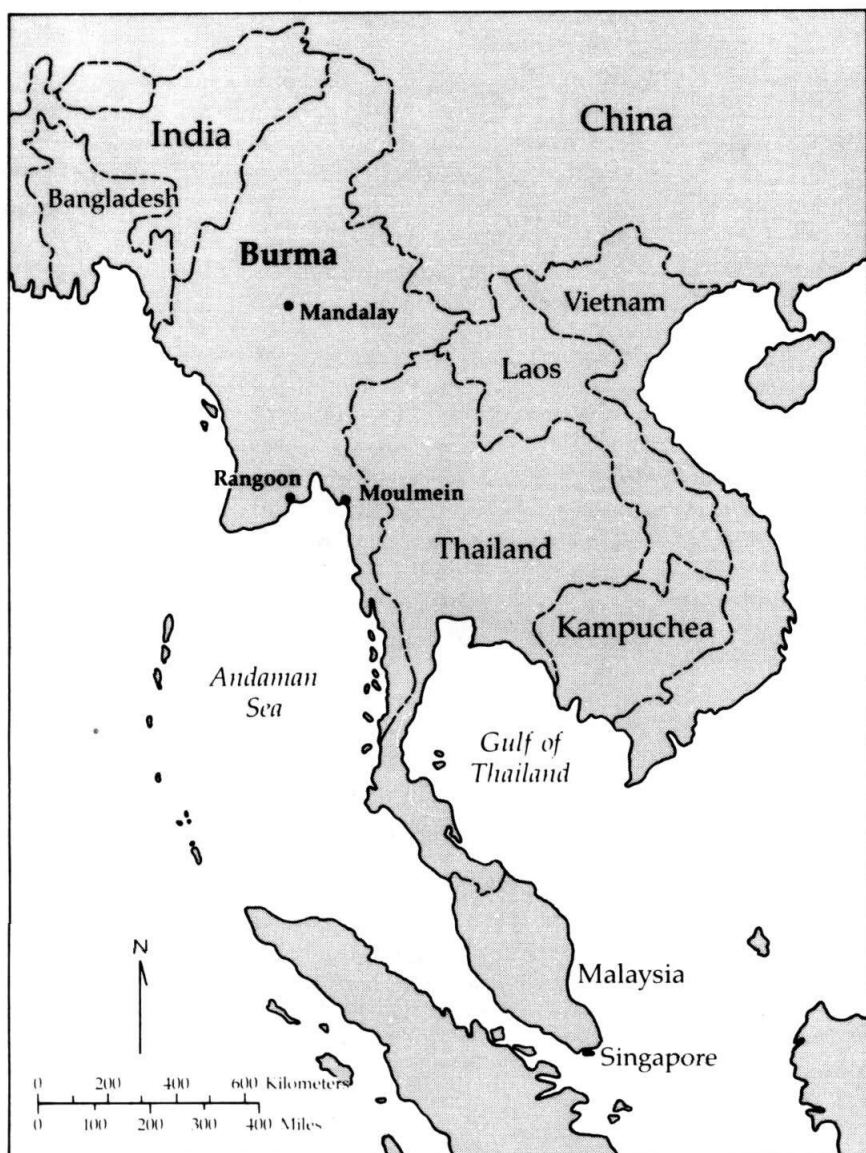 China
India
Bangladesh
Burma
Mandalay
Vietnam
Laos
Rangoon
Moulmein
Thailand
Kampuchea
Andaman
Sea
Gulf of
Thailand
N
Malaysia
Singapore
0 200 400 600 Kilometers
0 100 200 300 400 Miles